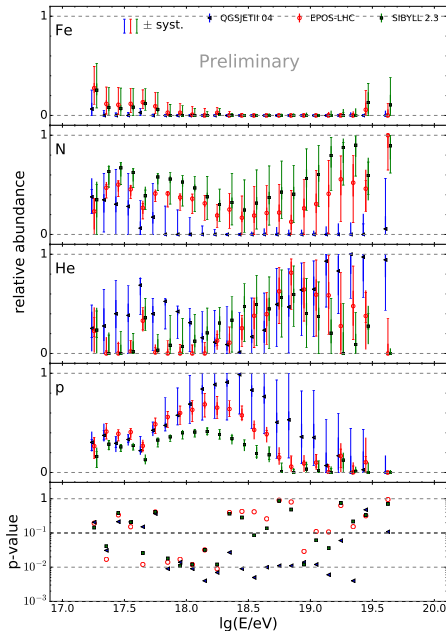 Fe
± syst.
QGSJETII 04
EPOS-LHC
SIBYLL 2.3
1
Preliminary
0
N
1
0
He
1
0
p
1
0
relative abundance
1
10⁻¹
10⁻²
10⁻³
p-value
17.0 17.5 18.0 18.5 19.0 19.5 20.0
lg(E/eV)